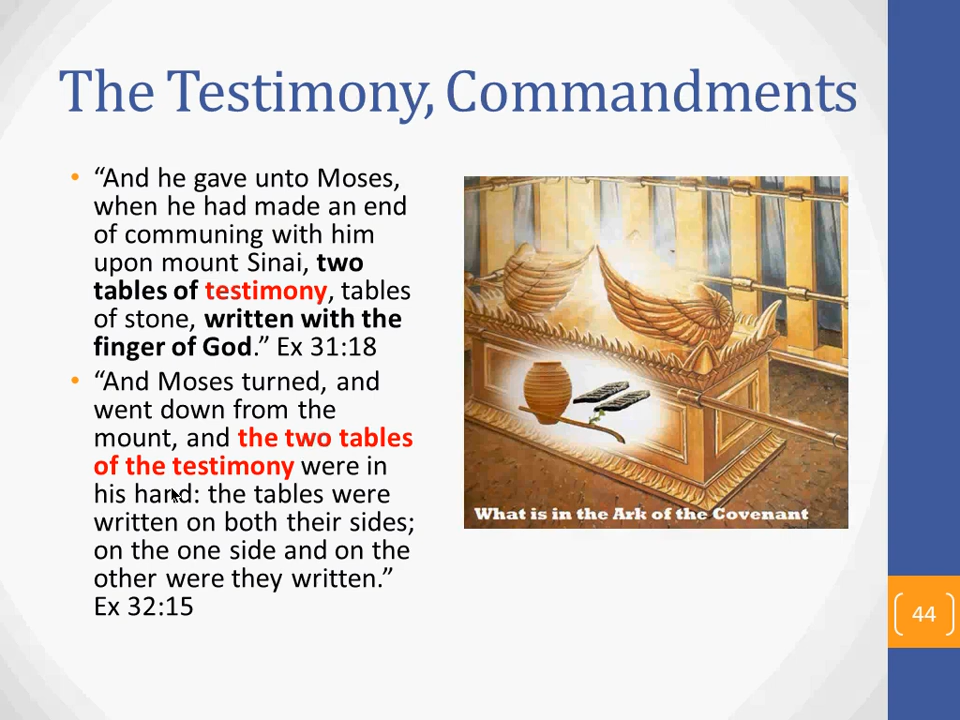 The Testimony, Commandments
• “And he gave unto Moses,
when he had made an end
of communing with him
upon mount Sinai, two
tables of testimony, tables
of stone, written with the
finger of God.” Ex 31:18
• “And Moses turned, and
went down from the
mount, and the two tables
of the testimony were in
his hand: the tables were
written on both their sides;
on the one side and on the
other were they written.”
Ex 32:15
What is in the Ark of the Covenant
44